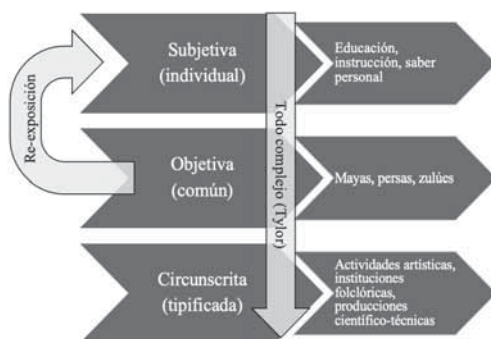 Subjetiva
(individual)
Educación,
instrucción, saber
personal
Re-exposición
Todo complejo (Tylor)
Objetiva
(común)
Mayas, persas, zulúes
Circunscrita
(tipificada)
Actividades artísticas,
instituciones
folclóricas,
producciones
científico-técnicas